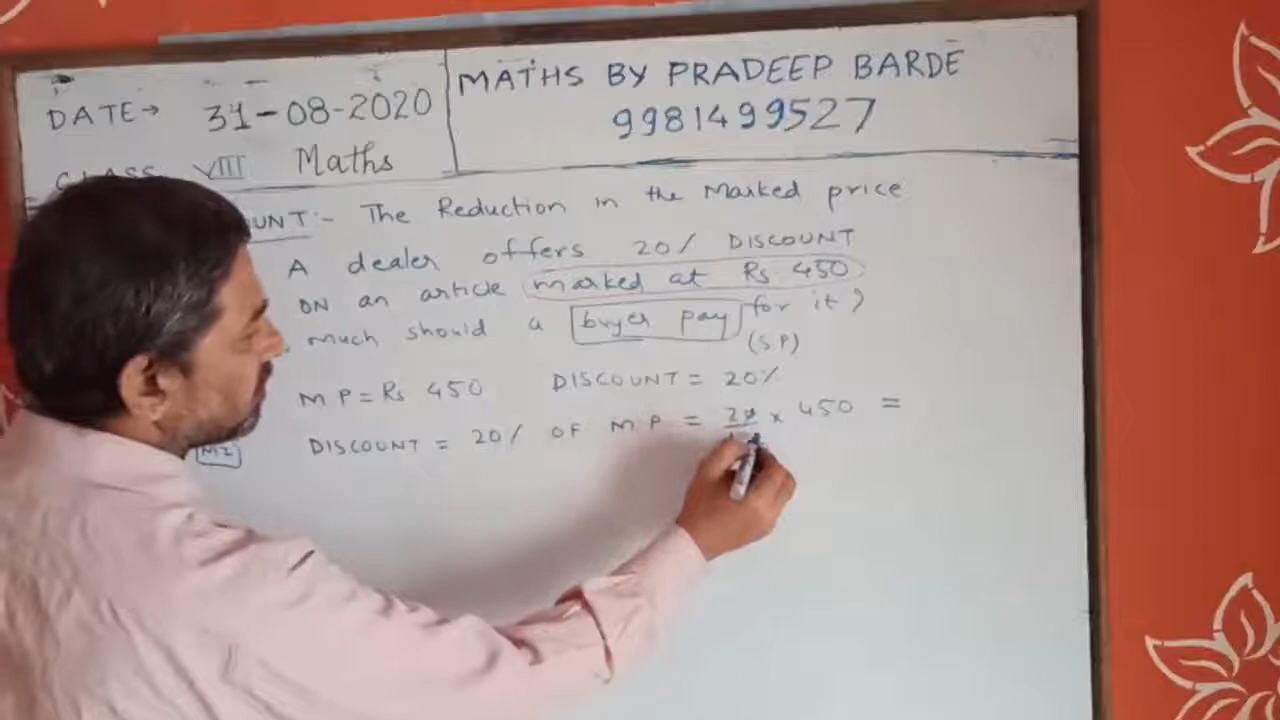 DATE → 31-08-2020
MATHS BY PRADEEP BARDE
9981499527
CLASS VIII Maths
UNT :- The Reduction in the Marked price
A dealer offers 20% DISCOUNT
ON an article marked at Rs 450
much should a buyer pay for it ?
(SP)
MP = Rs 450 DISCOUNT = 20%
DISCOUNT = 20% OF MP = 20 × 450 =